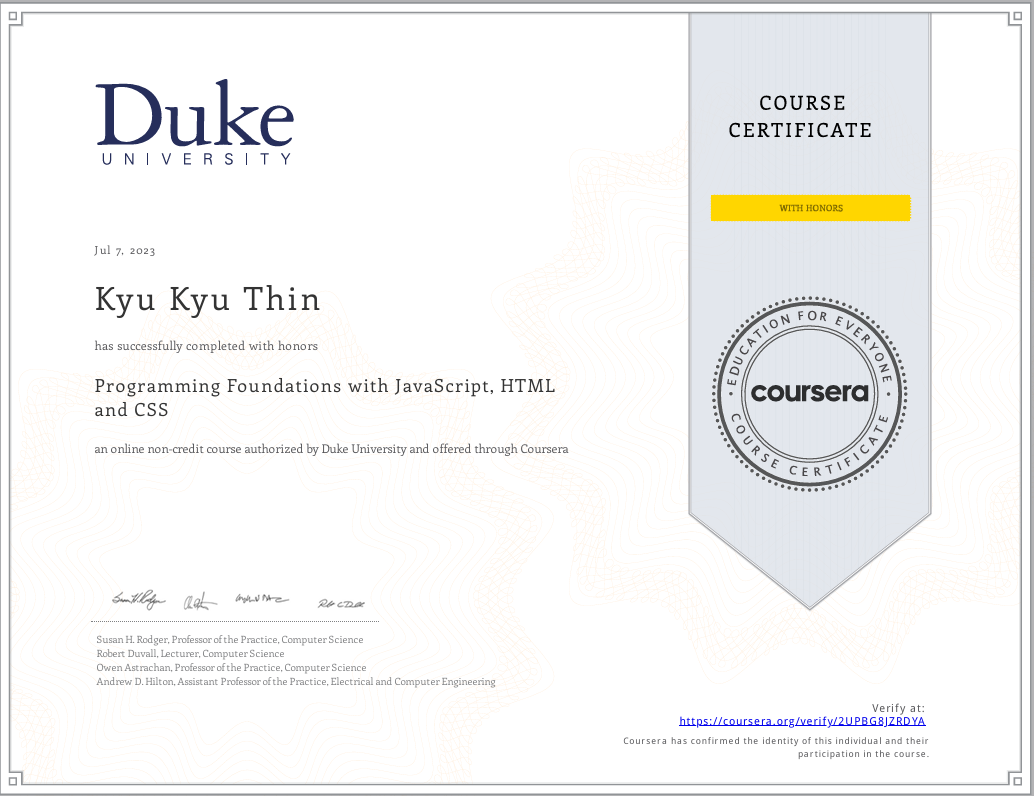 Duke
UNIVERSITY
COURSE
CERTIFICATE
WITH HONORS
Jul 7, 2023
Kyu Kyu Thin
has successfully completed with honors
Programming Foundations with JavaScript, HTML
and CSS
an online non-credit course authorized by Duke University and offered through Coursera
EDUCATION FOR EVERYONE
coursera
COURSE CERTIFICATE
Susan H. Rodger, Professor of the Practice, Computer Science
Robert Duvall, Lecturer, Computer Science
Owen Astrachan, Professor of the Practice, Computer Science
Andrew D. Hilton, Assistant Professor of the Practice, Electrical and Computer Engineering
Verify at:
https://coursera.org/verify/2UPBG8JZRDYA
Coursera has confirmed the identity of this individual and their
participation in the course.